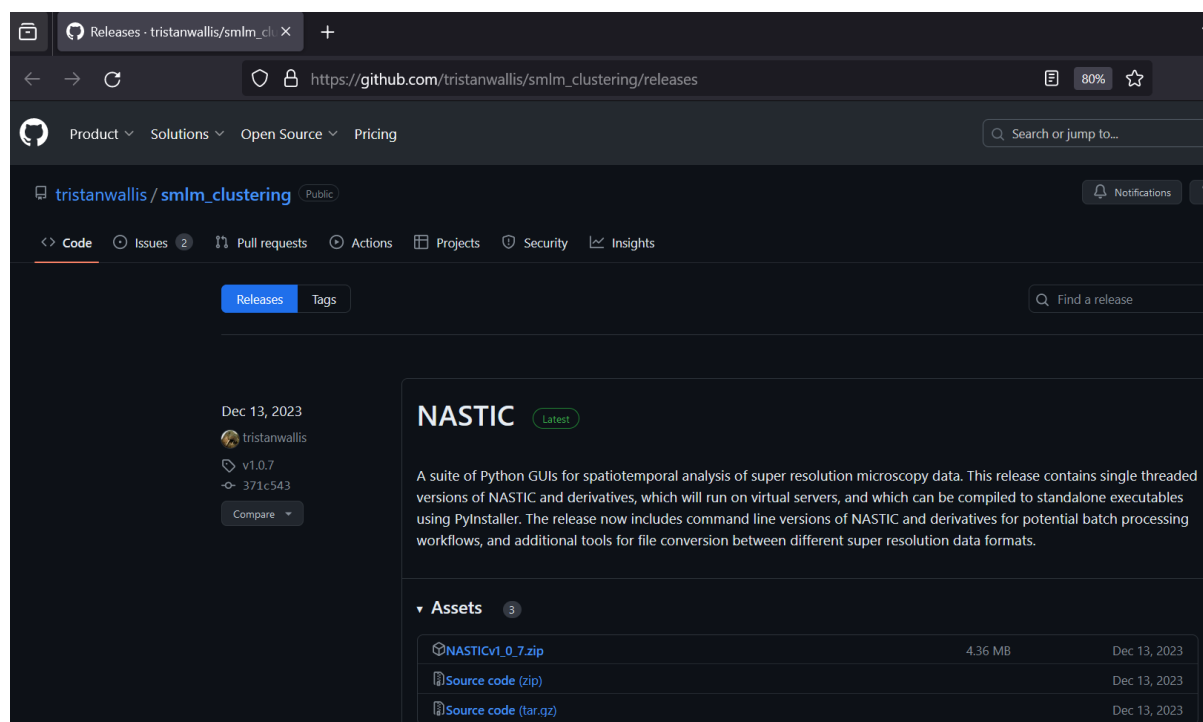 Releases · tristanwallis/smlm_clu
https://github.com/tristanwallis/smlm_clustering/releases 80%
Product Solutions Open Source Pricing Search or jump to...
tristanwallis / smlm_clustering Public Notifications
Code Issues 2 Pull requests Actions Projects Security Insights
Releases Tags Find a release
Dec 13, 2023
tristanwallis
v1.0.7
371c543
Compare
NASTIC Latest
A suite of Python GUIs for spatiotemporal analysis of super resolution microscopy data. This release contains single threaded
versions of NASTIC and derivatives, which will run on virtual servers, and which can be compiled to standalone executables
using PyInstaller. The release now includes command line versions of NASTIC and derivatives for potential batch processing
workflows, and additional tools for file conversion between different super resolution data formats.
Assets 3
NASTICv1_0_7.zip 4.36 MB Dec 13, 2023
Source code (zip) Dec 13, 2023
Source code (tar.gz) Dec 13, 2023